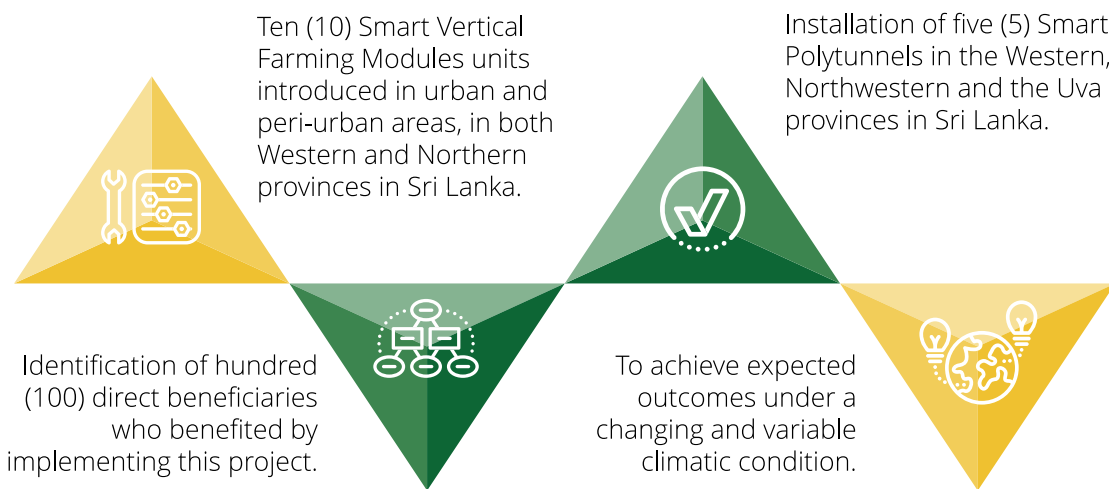 Ten (10) Smart Vertical
Farming Modules units
introduced in urban and
peri-urban areas, in both
Western and Northern
provinces in Sri Lanka.
Installation of five (5) Smart
Polytunnels in the Western,
Northwestern and the Uva
provinces in Sri Lanka.
Identification of hundred
(100) direct beneficiaries
who benefited by
implementing this project.
To achieve expected
outcomes under a
changing and variable
climatic condition.